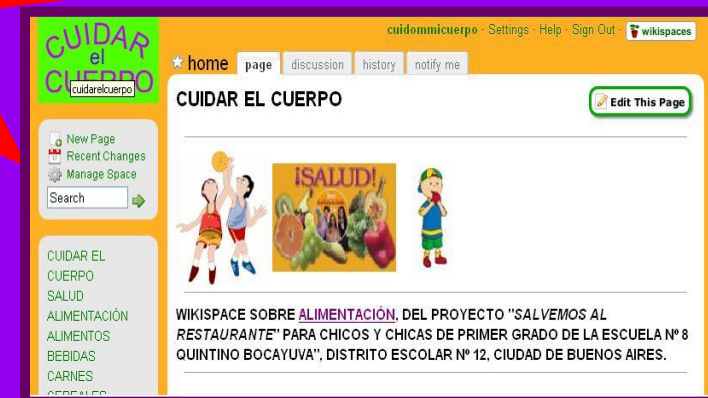 CUIDAR
el
CUERPO
cuidarelcuerpo
cuidommicuerpo · Settings · Help · Sign Out · wikispaces
home page discussion history notify me
CUIDAR EL CUERPO
Edit This Page
New Page
Recent Changes
Manage Space
Search
¡SALUD!
CUIDAR EL
CUERPO
SALUD
ALIMENTACIÓN
ALIMENTOS
BEBIDAS
CARNES
WIKISPACE SOBRE ALIMENTACIÓN, DEL PROYECTO "SALVEMOS AL
RESTAURANTE" PARA CHICOS Y CHICAS DE PRIMER GRADO DE LA ESCUELA Nº 8
QUINTINO BOCAYUVA", DISTRITO ESCOLAR Nº 12, CIUDAD DE BUENOS AIRES.